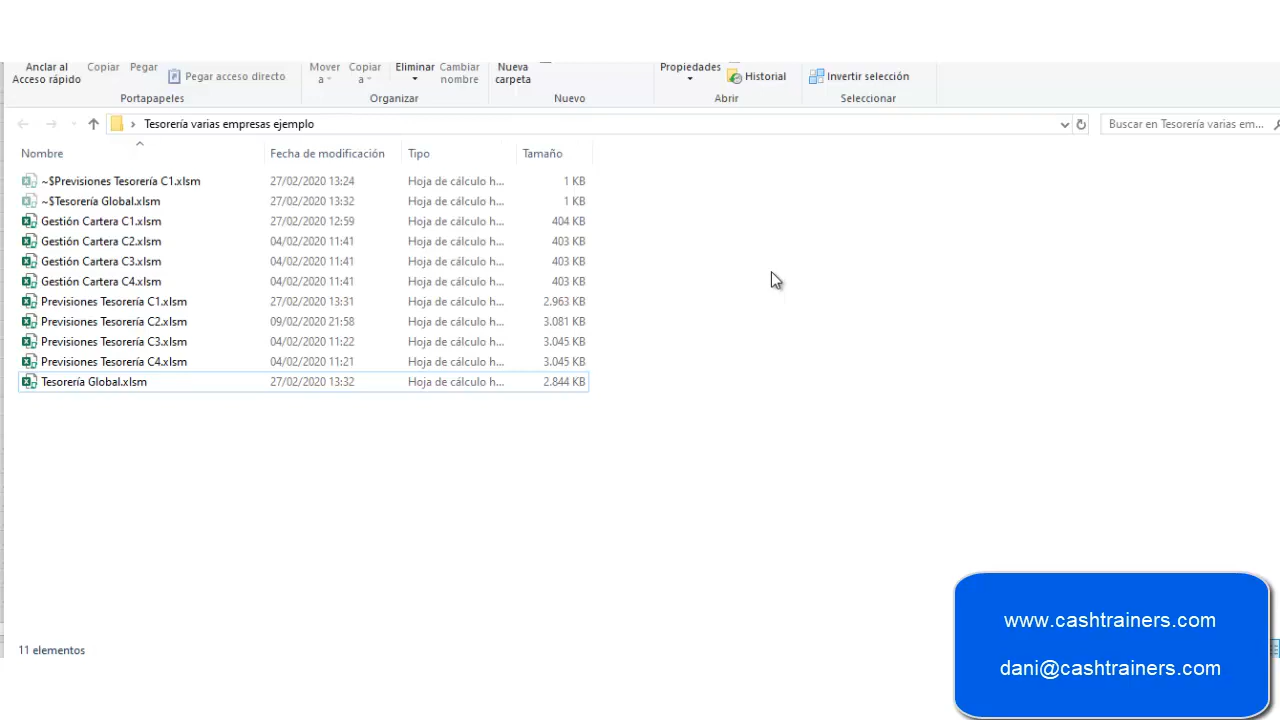 Anclar al Acceso rápido
Copiar
Pegar
Pegar acceso directo
Mover a
Copiar a
Eliminar
Cambiar nombre
Nueva carpeta
Propiedades
Historial
Invertir selección
Portapapeles
Organizar
Nuevo
Abrir
Seleccionar
Tesorería varias empresas ejemplo
Buscar en Tesorería varias em...
Nombre Fecha de modificación Tipo Tamaño
~$Previsiones Tesorería C1.xlsm 27/02/2020 13:24 Hoja de cálculo h... 1 KB
~$Tesorería Global.xlsm 27/02/2020 13:32 Hoja de cálculo h... 1 KB
Gestión Cartera C1.xlsm 27/02/2020 12:59 Hoja de cálculo h... 404 KB
Gestión Cartera C2.xlsm 04/02/2020 11:41 Hoja de cálculo h... 403 KB
Gestión Cartera C3.xlsm 04/02/2020 11:41 Hoja de cálculo h... 403 KB
Gestión Cartera C4.xlsm 04/02/2020 11:41 Hoja de cálculo h... 403 KB
Previsiones Tesorería C1.xlsm 27/02/2020 13:31 Hoja de cálculo h... 2.963 KB
Previsiones Tesorería C2.xlsm 09/02/2020 21:58 Hoja de cálculo h... 3.081 KB
Previsiones Tesorería C3.xlsm 04/02/2020 11:22 Hoja de cálculo h... 3.045 KB
Previsiones Tesorería C4.xlsm 04/02/2020 11:21 Hoja de cálculo h... 3.045 KB
Tesorería Global.xlsm 27/02/2020 13:32 Hoja de cálculo h... 2.844 KB
11 elementos
www.cashtrainers.com
dani@cashtrainers.com